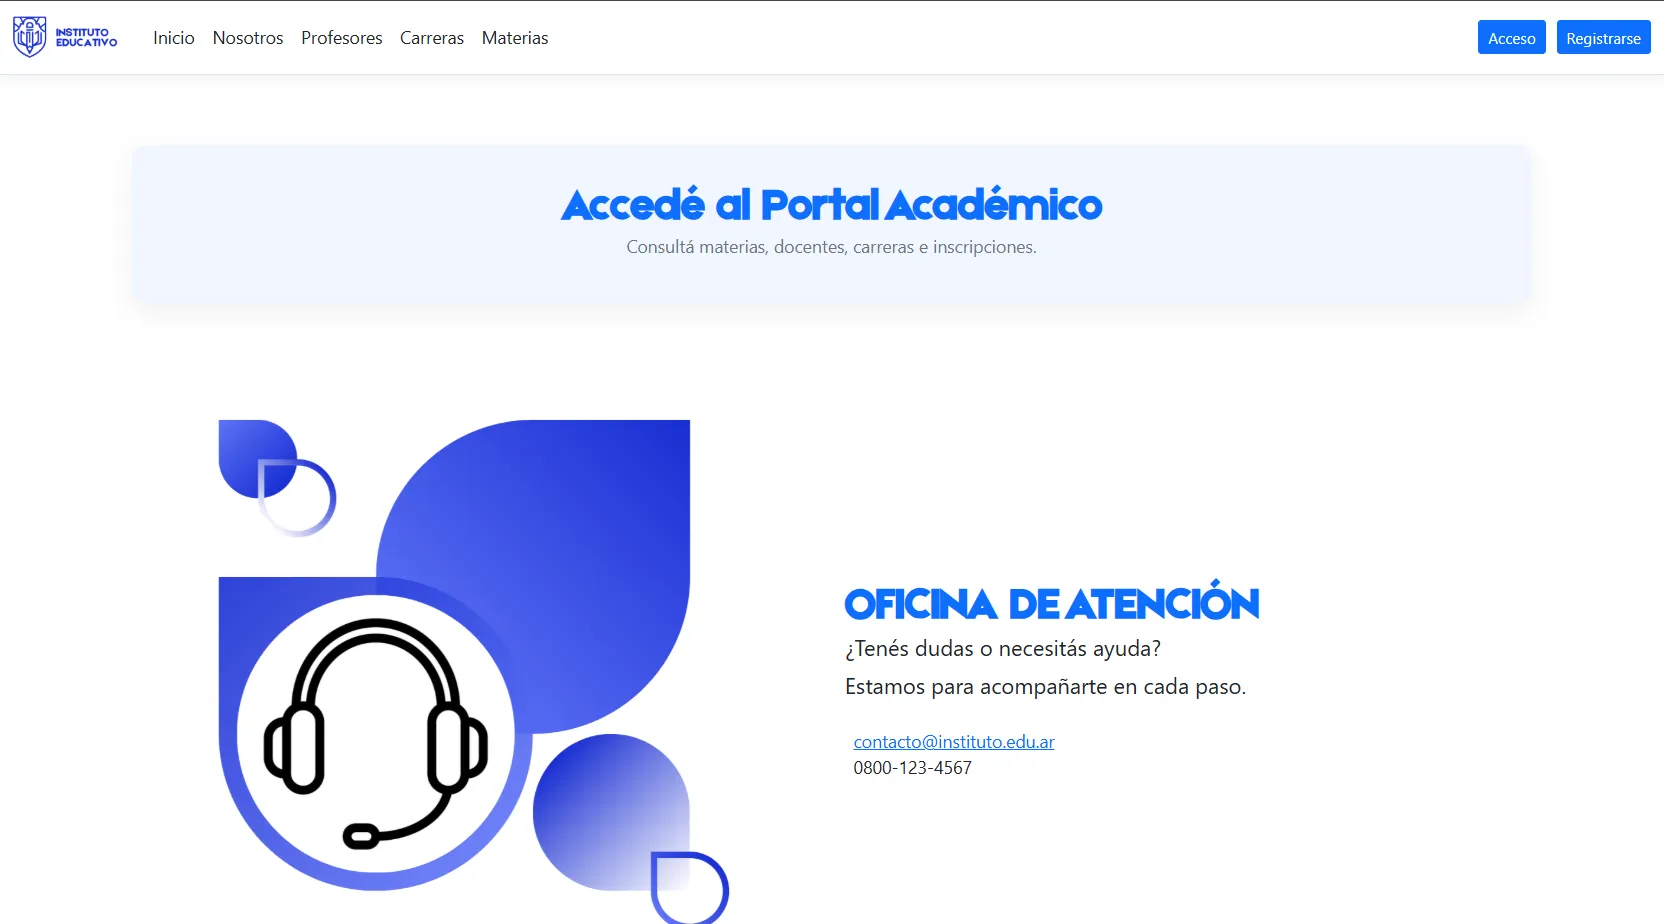 INSTITUTO
EDUCATIVO
Inicio Nosotros Profesores Carreras Materias
Acceso Registrarse
Accedé al Portal Académico
Consultá materias, docentes, carreras e inscripciones.
OFICINA DE ATENCIÓN
¿Tenés dudas o necesitás ayuda?
Estamos para acompañarte en cada paso.
contacto@instituto.edu.ar
0800-123-4567